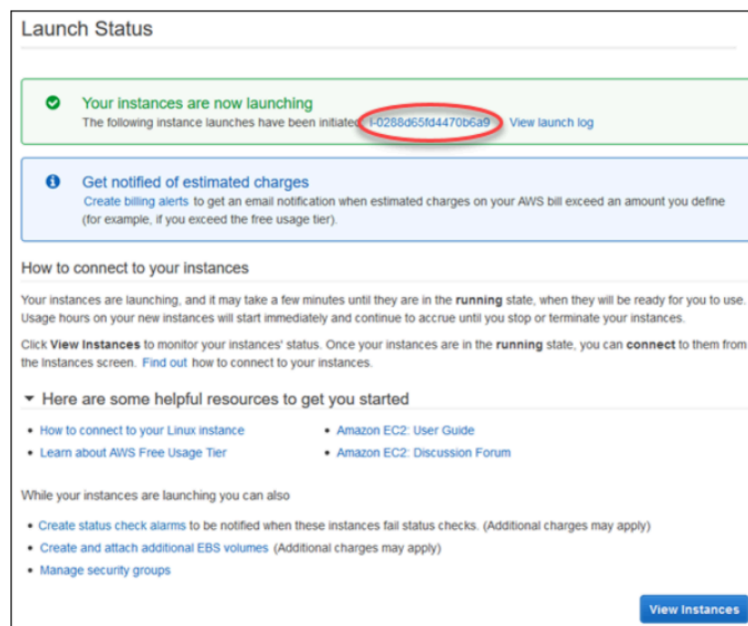 Launch Status
Your instances are now launching
The following instance launches have been initiated: i-0288d65fd4470b6a9 View launch log
Get notified of estimated charges
Create billing alerts to get an email notification when estimated charges on your AWS bill exceed an amount you define
(for example, if you exceed the free usage tier).
How to connect to your instances
Your instances are launching, and it may take a few minutes until they are in the running state, when they will be ready for you to use.
Usage hours on your new instances will start immediately and continue to accrue until you stop or terminate your instances.
Click View Instances to monitor your instances' status. Once your instances are in the running state, you can connect to them from
the Instances screen. Find out how to connect to your instances.
Here are some helpful resources to get you started
• How to connect to your Linux instance
• Amazon EC2: User Guide
• Learn about AWS Free Usage Tier
• Amazon EC2: Discussion Forum
While your instances are launching you can also
• Create status check alarms to be notified when these instances fail status checks. (Additional charges may apply)
• Create and attach additional EBS volumes (Additional charges may apply)
• Manage security groups
View Instances